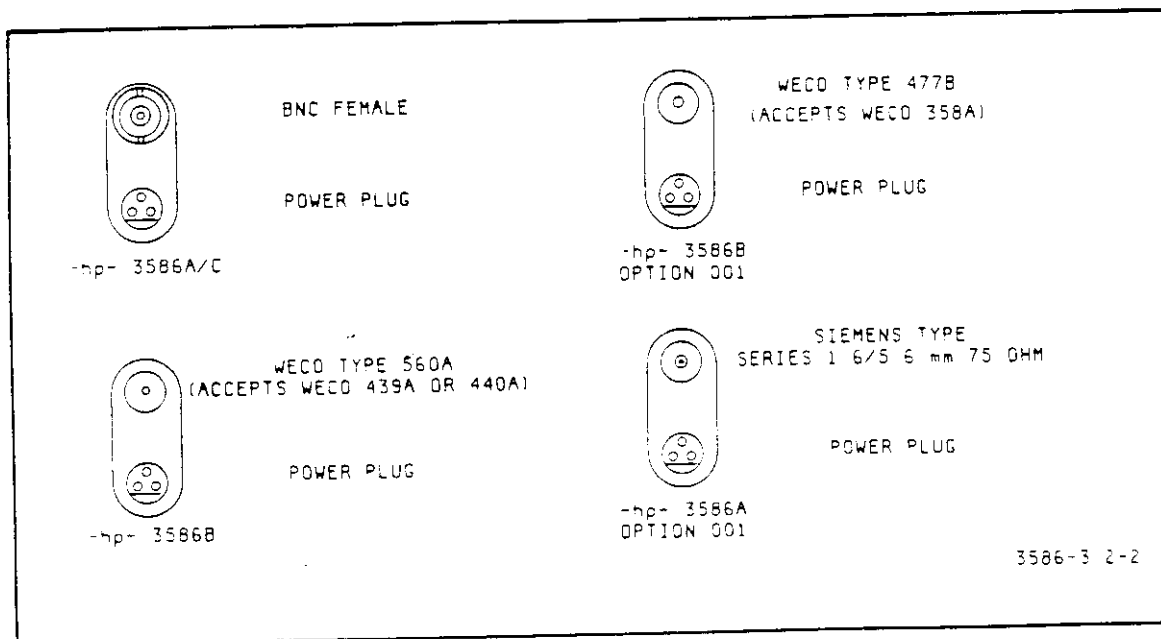 BNC FEMALE
POWER PLUG
-hp- 3586A/C
WECO TYPE 477B
(ACCEPTS WECO 358A)
POWER PLUG
-hp- 3586B
OPTION 001
WECO TYPE 560A
(ACCEPTS WECO 439A OR 440A)
POWER PLUG
-hp- 3586B
SIEMENS TYPE
SERIES 1 6/5 6 mm 75 OHM
POWER PLUG
-hp- 3586A
OPTION 001
3586-3 2-2